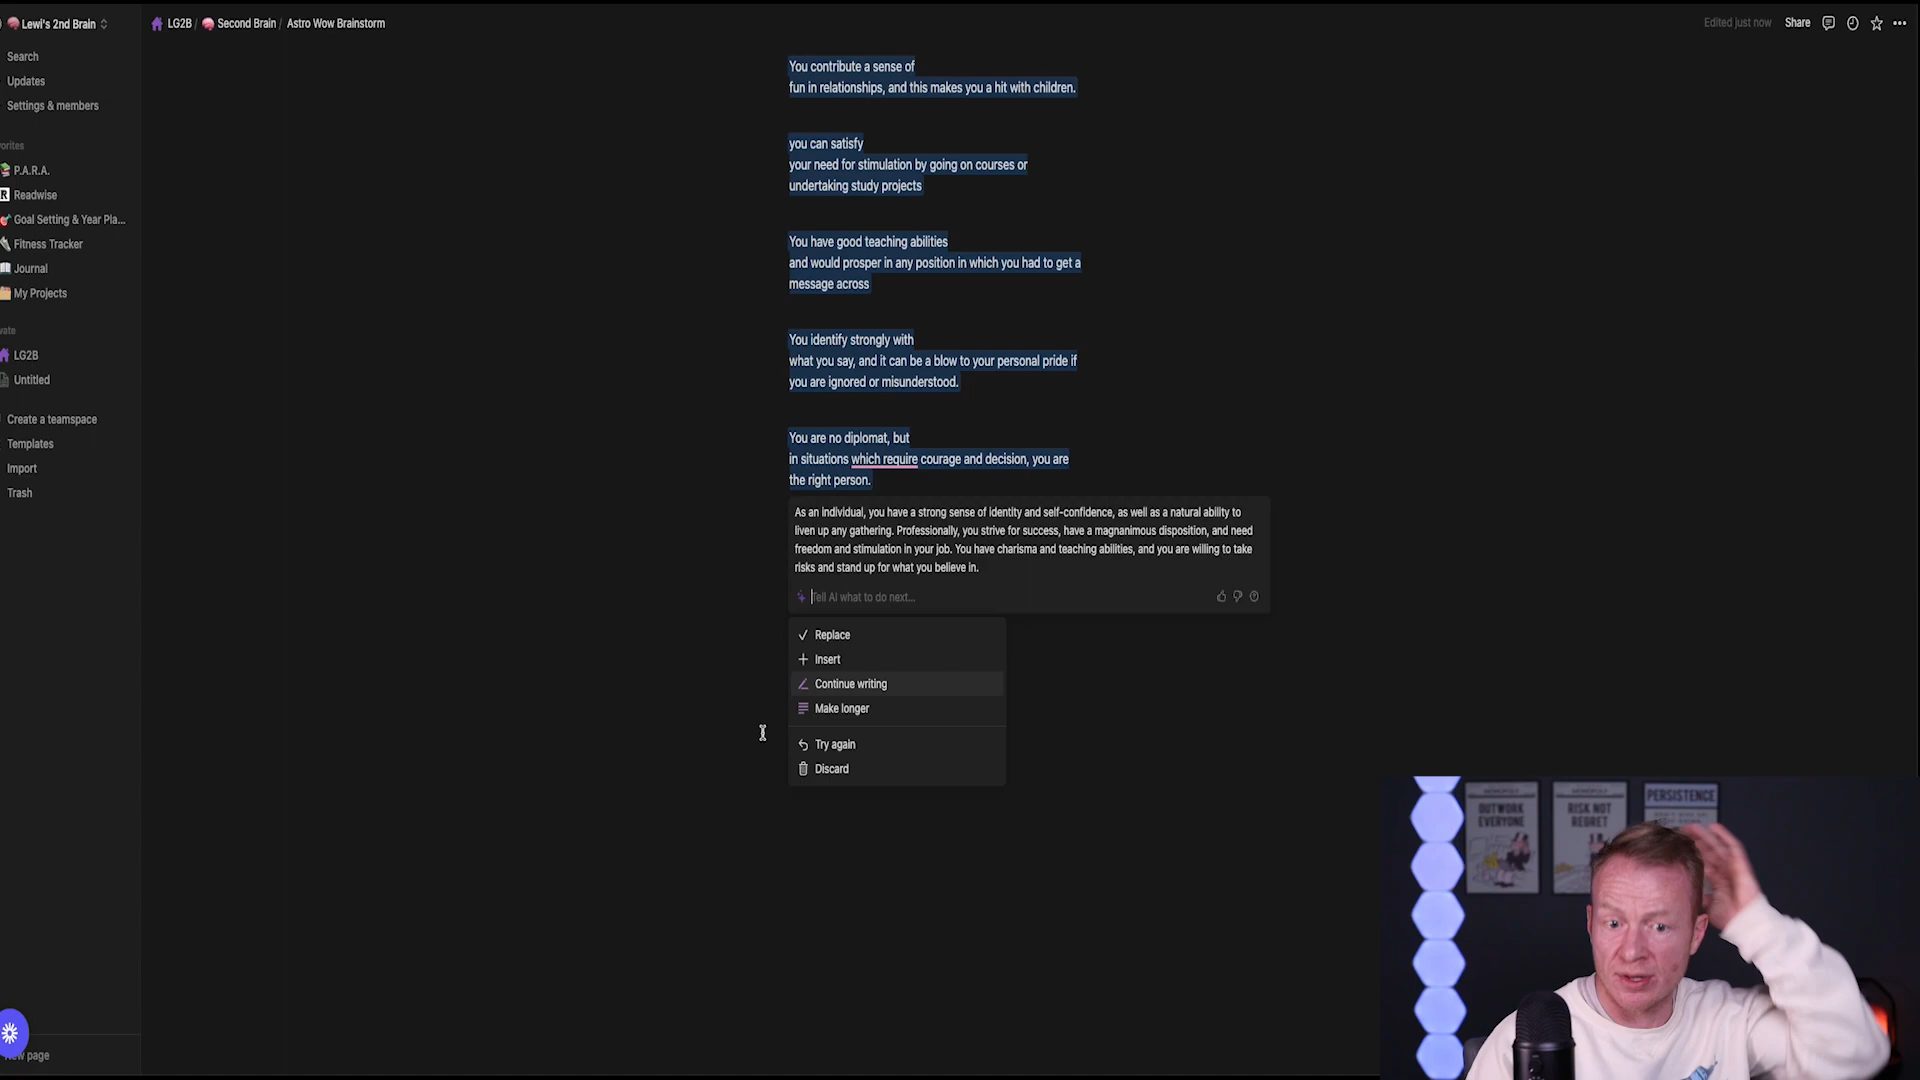 Lewi's 2nd Brain
LG2B / Second Brain / Astro Wow Brainstorm
Edited just now
Share
Search
Updates
Settings & members
orites
P.A.R.A.
Readwise
Goal Setting & Year Pla...
Fitness Tracker
Journal
My Projects
vate
LG2B
Untitled
Create a teamspace
Templates
Import
Trash
New page
You contribute a sense of
fun in relationships, and this makes you a hit with children.
you can satisfy
your need for stimulation by going on courses or
undertaking study projects
You have good teaching abilities
and would prosper in any position in which you had to get a
message across
You identify strongly with
what you say, and it can be a blow to your personal pride if
you are ignored or misunderstood.
You are no diplomat, but
in situations which require courage and decision, you are
the right person.
As an individual, you have a strong sense of identity and self-confidence, as well as a natural ability to
liven up any gathering. Professionally, you strive for success, have a magnanimous disposition, and need
freedom and stimulation in your job. You have charisma and teaching abilities, and you are willing to take
risks and stand up for what you believe in.
Tell AI what to do next...
Replace
Insert
Continue writing
Make longer
Try again
Discard
OUTWORK
EVERYONE
RISK NOT
REGRET
PERSISTENCE